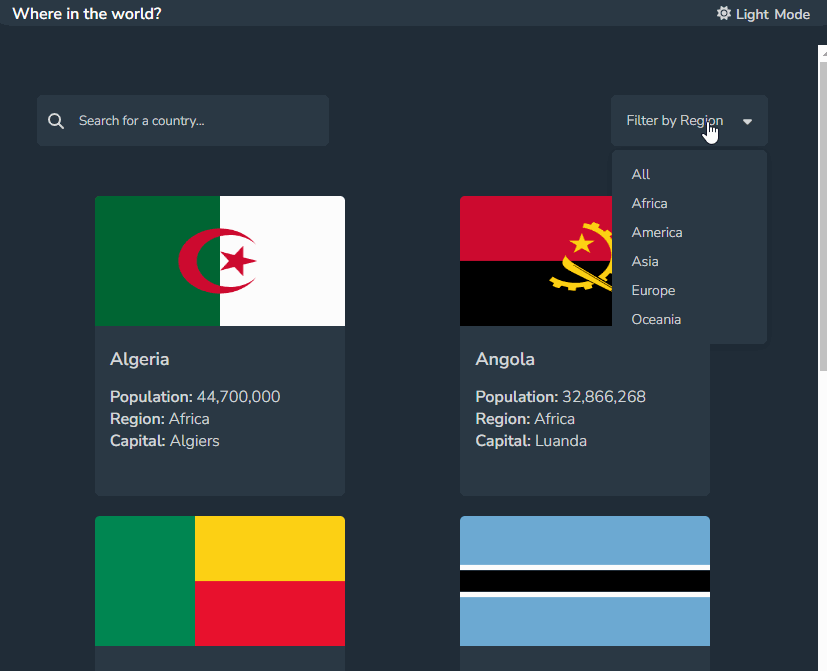 Where in the world?
Light Mode
Search for a country...
Filter by Region
All
Africa
America
Asia
Europe
Oceania
Algeria
Population: 44,700,000
Region: Africa
Capital: Algiers
Angola
Population: 32,866,268
Region: Africa
Capital: Luanda